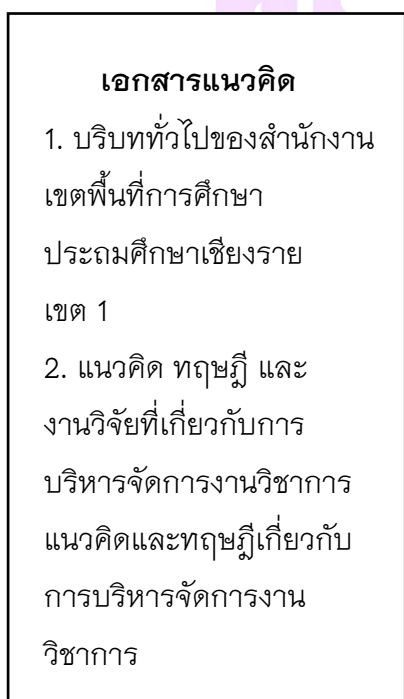 เอกสารแนวคิด
1. บริบททั่วไปของสำนักงาน
เขตพื้นที่การศึกษา
ประถมศึกษาเชียงราย
เขต 1
2. แนวคิด ทฤษฎี และ
งานวิจัยที่เกี่ยวกับการ
บริหารจัดการงานวิชาการ
แนวคิดและทฤษฎีเกี่ยวกับ
การบริหารจัดการงาน
วิชาการ